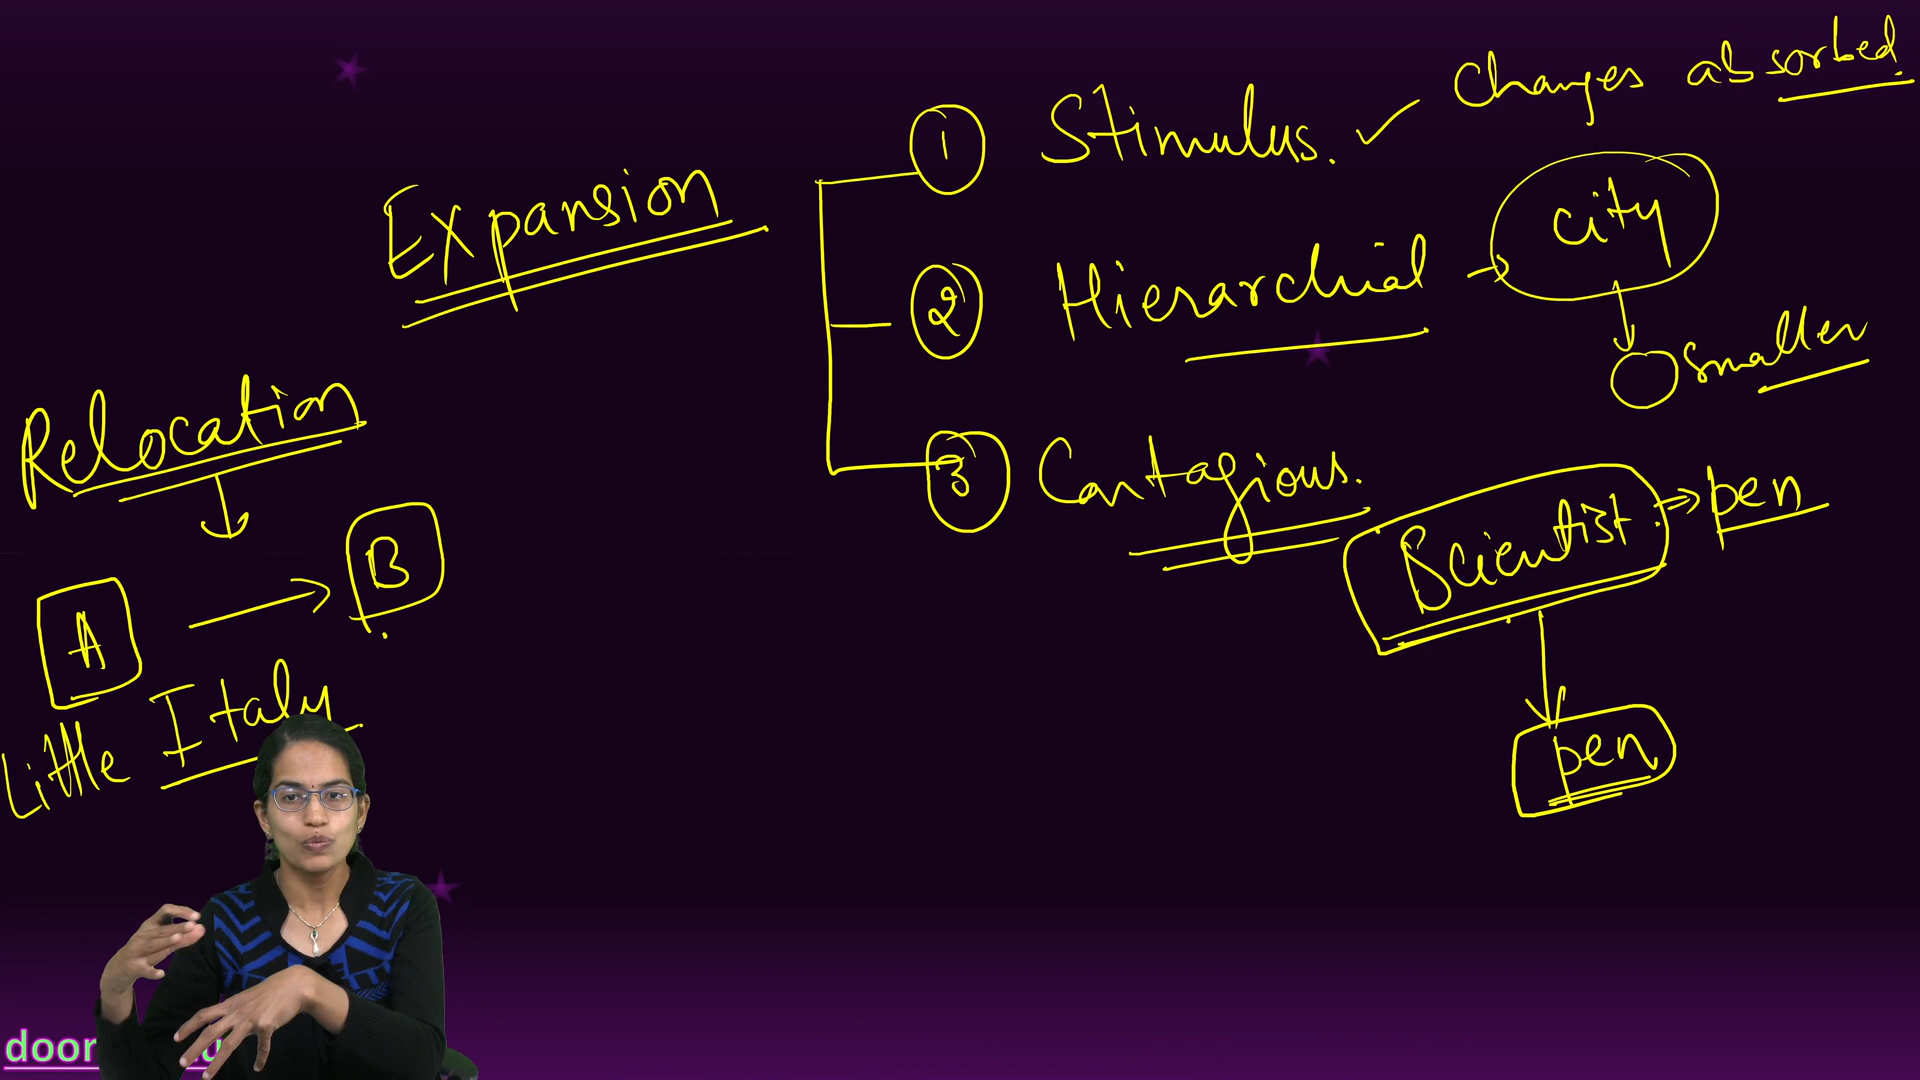 Changes absorbed.
① Stimulus. ✓
Expansion
city
② Hierarchial →
smaller
Relocation
③ Contagious.
Scientist → pen
A → B
Little Italy
pen
door